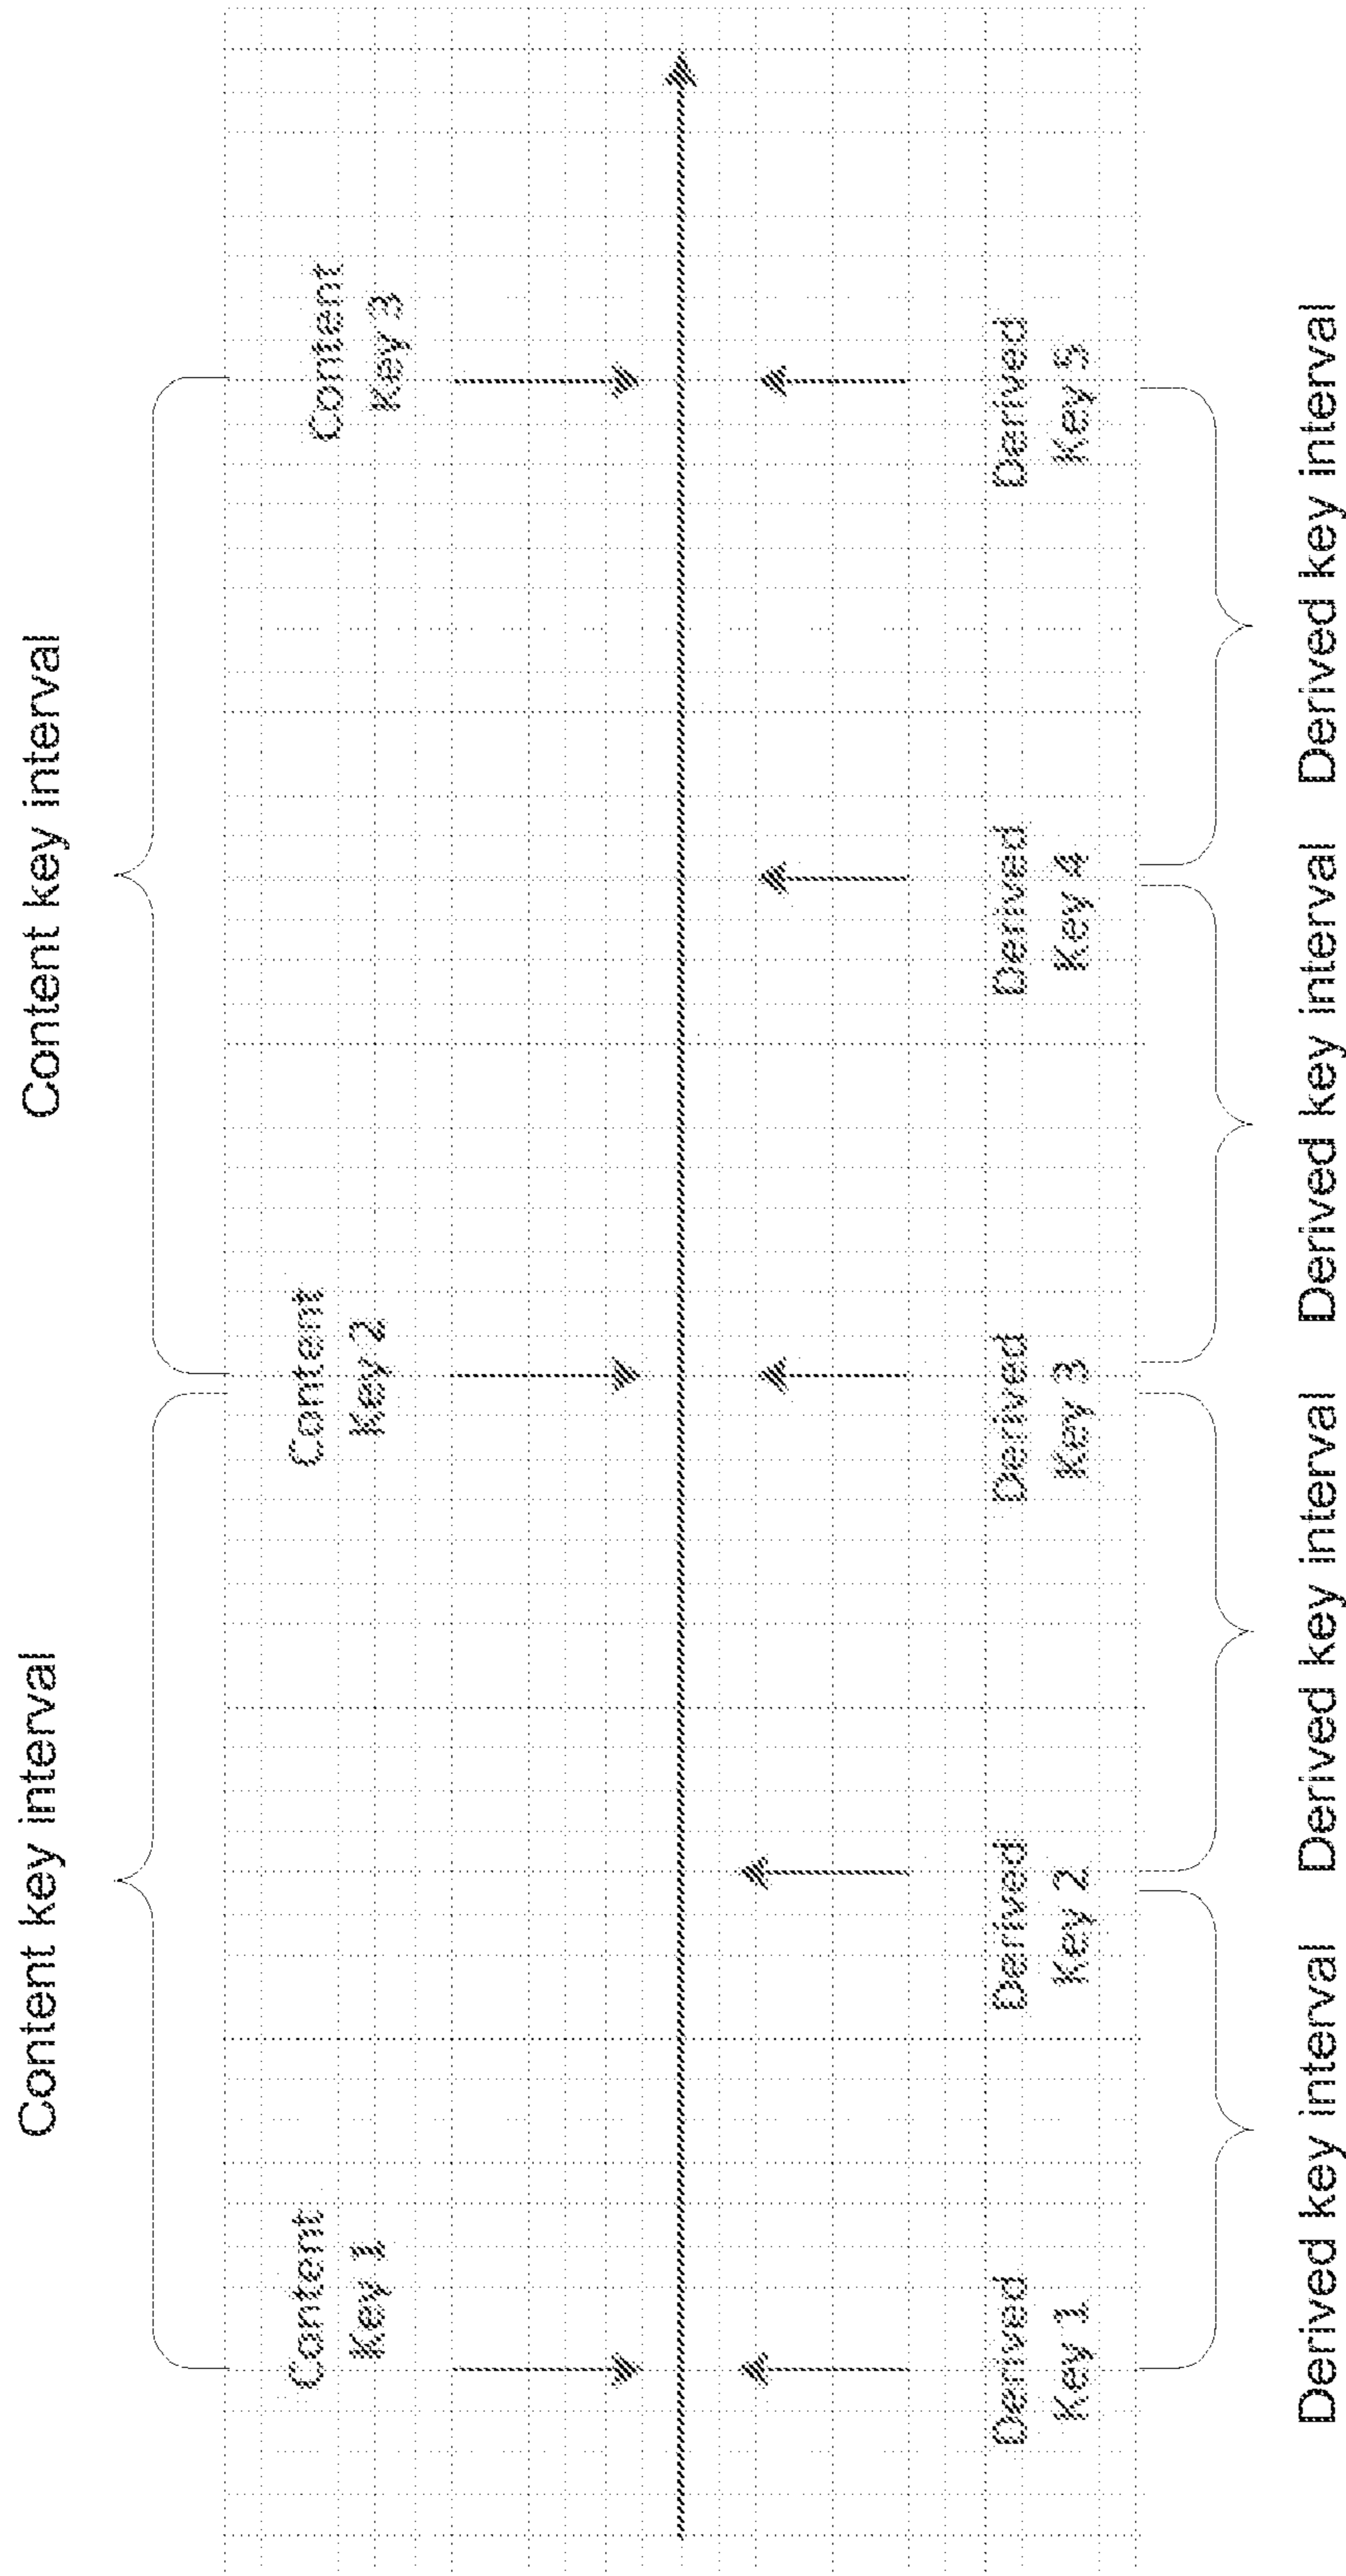 Content key interval
Content key interval
Content
Key 1
Content
Key 2
Content
Key 3
Derived
Key 1
Derived
Key 2
Derived
Key 3
Derived
Key 4
Derived
Key 5
Derived key interval
Derived key interval
Derived key interval
Derived key interval